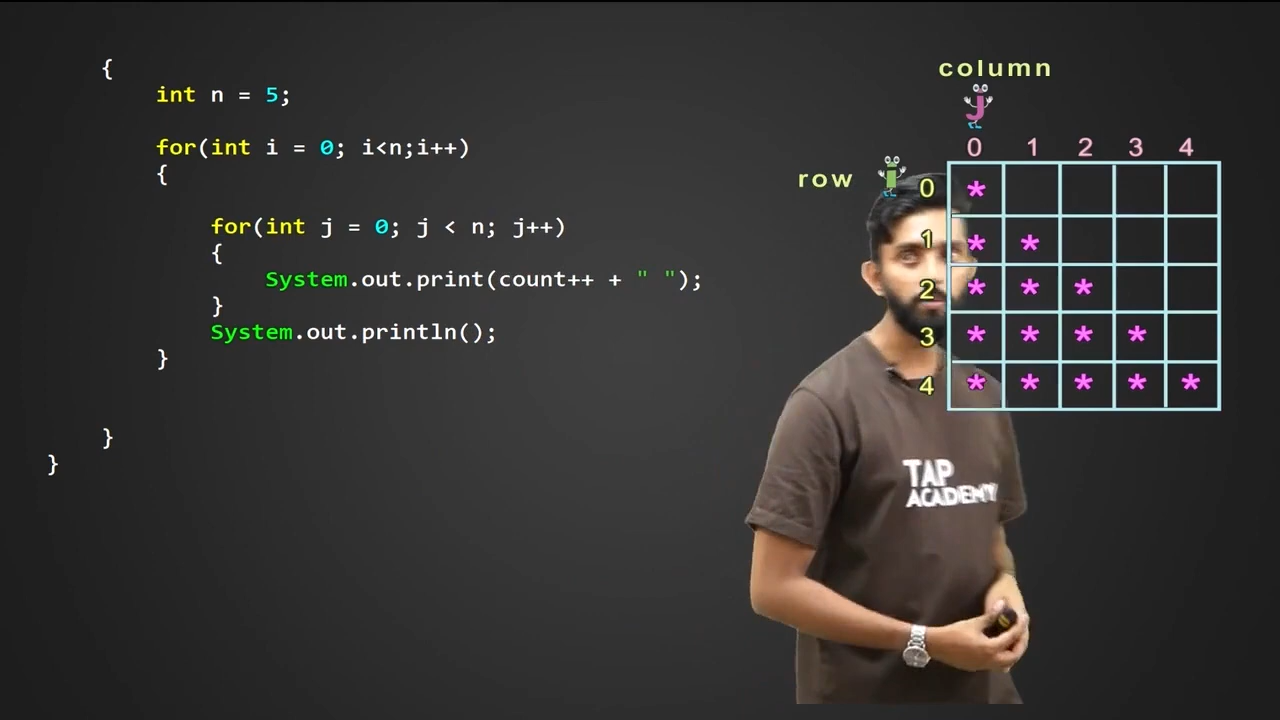 {
int n = 5;
for(int i = 0; i<n;i++)
{
for(int j = 0; j < n; j++)
{
System.out.print(count++ + " ");
}
System.out.println();
}
}
}
column
J
0 1 2 3 4
row i
0 *
1 * *
2 * * *
3 * * * *
4 * * * * *
TAP
ACADEMY